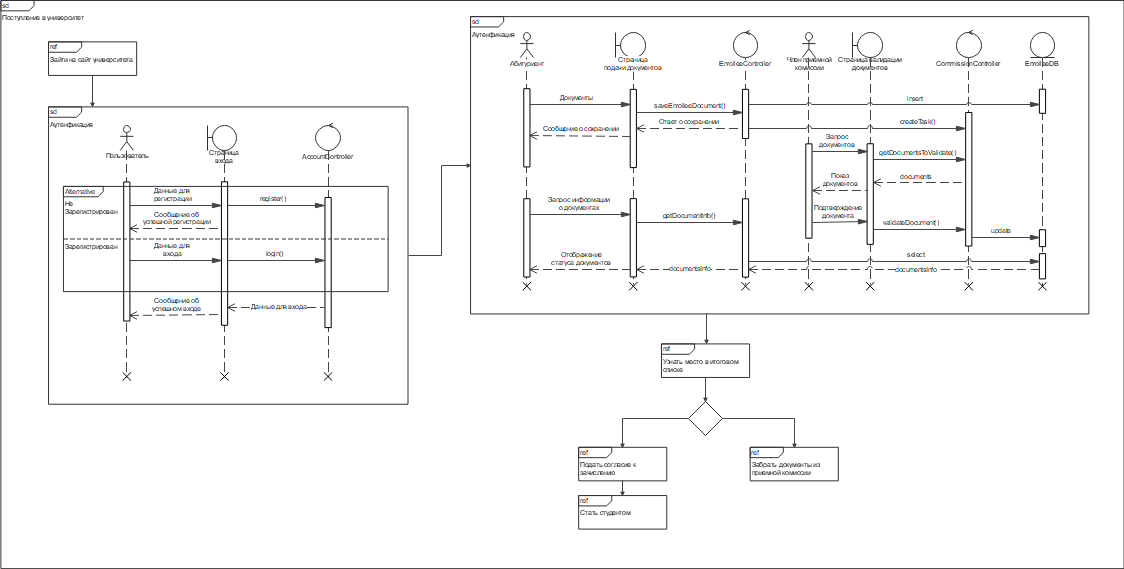 sd
Поступление в университет
ref
Зайти на сайт университета
sd
Аутенфикация
Пользователь
Страница
входа
AccountController
Alternative
Не
Зарегистрирован
Данные для
регистрации
register()
Сообщение об
успешной регистрации
Зарегистрирован
Данные для
входа
login()
Сообщение об
успешном входе
Данные для входа
sd
Аутенфикация
Абитуриент
Страница
подачи документов
EnrolleeController
Член приемной
комиссии
Страница валидации
документов
CommissionController
EnrolleeDB
Документы
saveEnrolleeDocument()
insert
Сообщение о сохранении
Ответ о сохранении
createTask()
Запрос
документов
getDocumentsToValidate()
Показ
документов
documents
Запрос информации
о документах
getDocumentInfo()
Подтверждение
документа
validateDocument()
update
select
Отображение
статуса документов
documentsInfo
documentsInfo
ref
Узнать место в итоговом
списке
ref
Подать согласие к
зачислению
ref
Забрать документы из
приемной комиссии
ref
Стать студентом